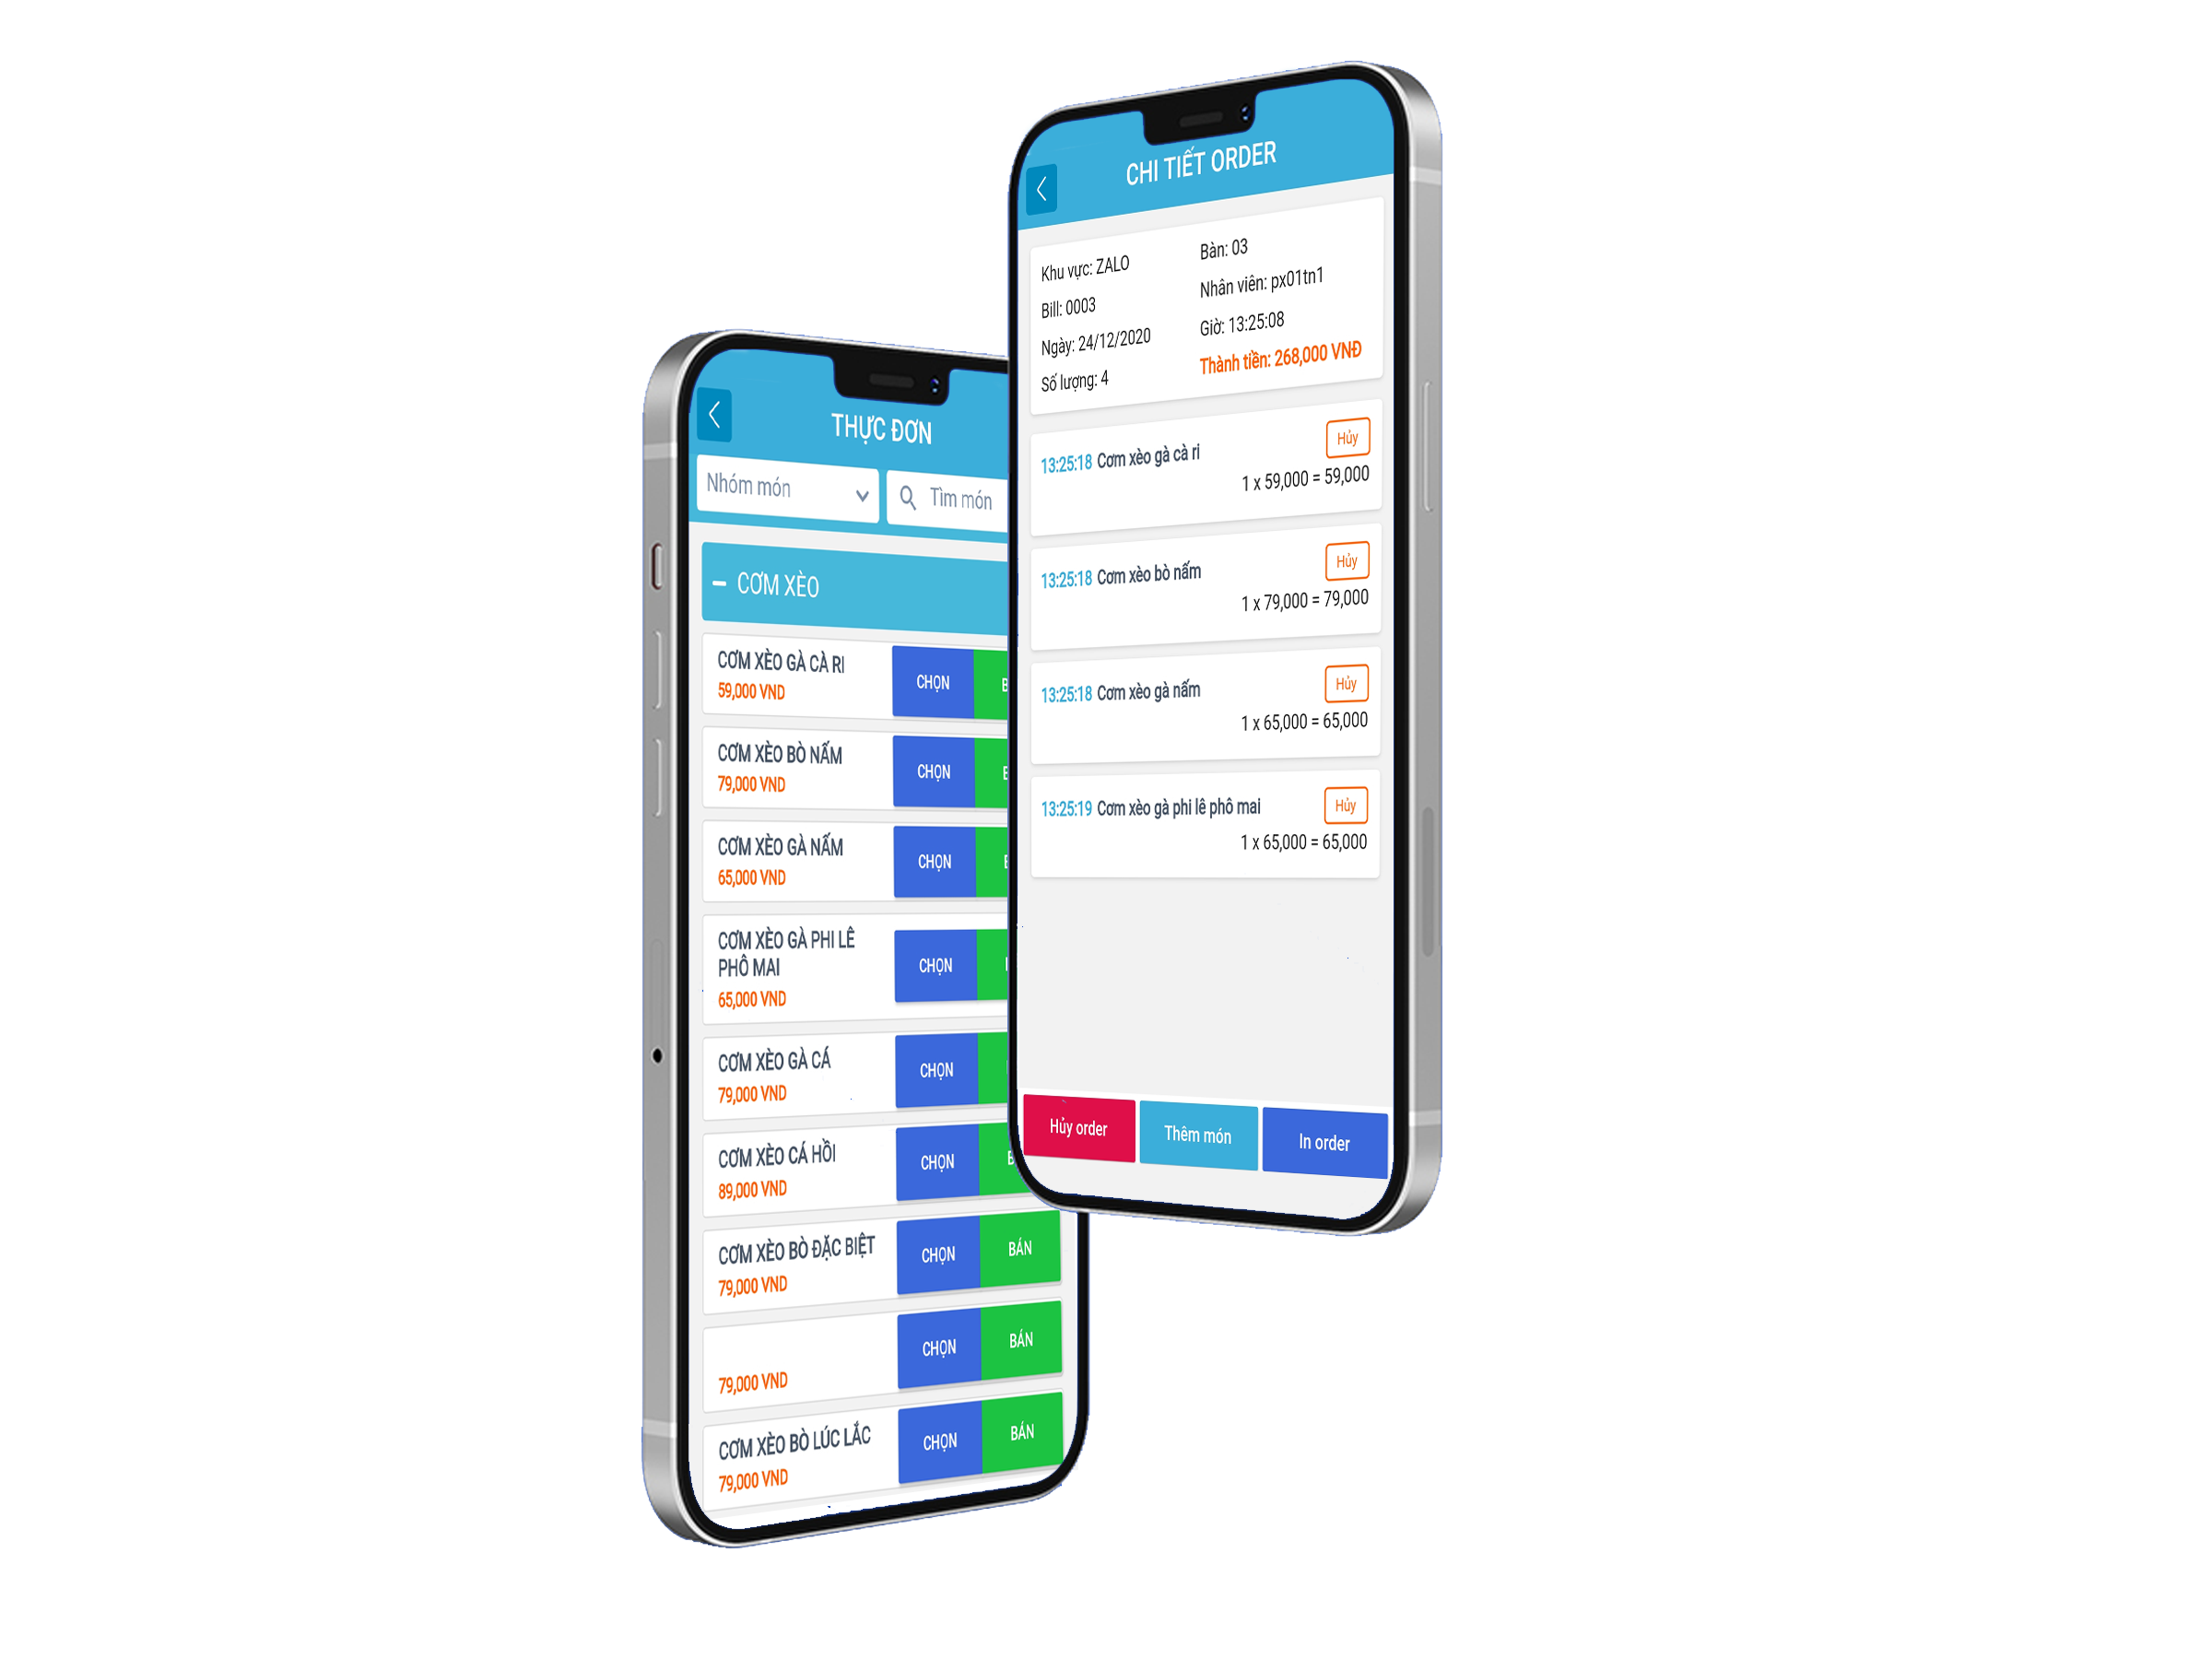 THỰC ĐƠN
Nhóm món
Tìm món
CƠM XÈO
CƠM XÈO GÀ CÀ RI
59,000 VND
CHỌN
CƠM XÈO BÒ NẤM
79,000 VND
CHỌN
CƠM XÈO GÀ NẤM
65,000 VND
CHỌN
CƠM XÈO GÀ PHI LÊ
PHÔ MAI
65,000 VND
CHỌN
CƠM XÈO GÀ CÁ
79,000 VND
CHỌN
CƠM XÈO CÁ HỒI
89,000 VND
CHỌN
CƠM XÈO BÒ ĐẶC BIỆT
79,000 VND
CHỌN BÁN
79,000 VND
CHỌN BÁN
CƠM XÈO BÒ LÚC LẮC
79,000 VND
CHỌN BÁN
CHI TIẾT ORDER
Khu vực: ZALO
Bàn: 03
Bill: 0003
Nhân viên: px01tn1
Ngày: 24/12/2020
Giờ: 13:25:08
Số lượng: 4
Thành tiền: 268,000 VNĐ
13:25:18 Cơm xèo gà cà ri
Hủy
1 x 59,000 = 59,000
13:25:18 Cơm xèo bò nấm
Hủy
1 x 79,000 = 79,000
13:25:18 Cơm xèo gà nấm
Hủy
1 x 65,000 = 65,000
13:25:19 Cơm xèo gà phi lê phô mai
Hủy
1 x 65,000 = 65,000
Hủy order
Thêm món
In order